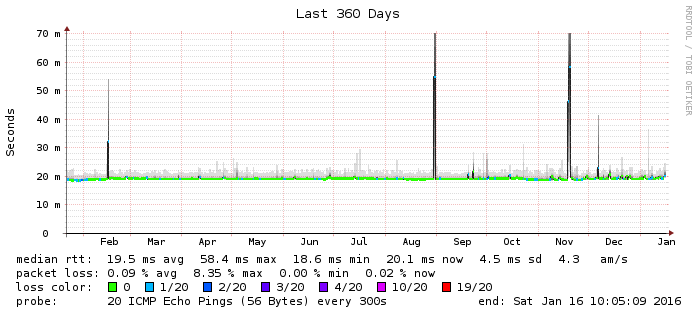 Last 360 Days
RRDTOOL / TOBI OETIKER
Seconds
70 m
60 m
50 m
40 m
30 m
20 m
10 m
0
Feb Mar Apr May Jun Jul Aug Sep Oct Nov Dec Jan
median rtt: 19.5 ms avg 58.4 ms max 18.6 ms min 20.1 ms now 4.5 ms sd 4.3 am/s
packet loss: 0.09 % avg 8.35 % max 0.00 % min 0.02 % now
loss color: 0 1/20 2/20 3/20 4/20 10/20 19/20
probe: 20 ICMP Echo Pings (56 Bytes) every 300s end: Sat Jan 16 10:05:09 2016